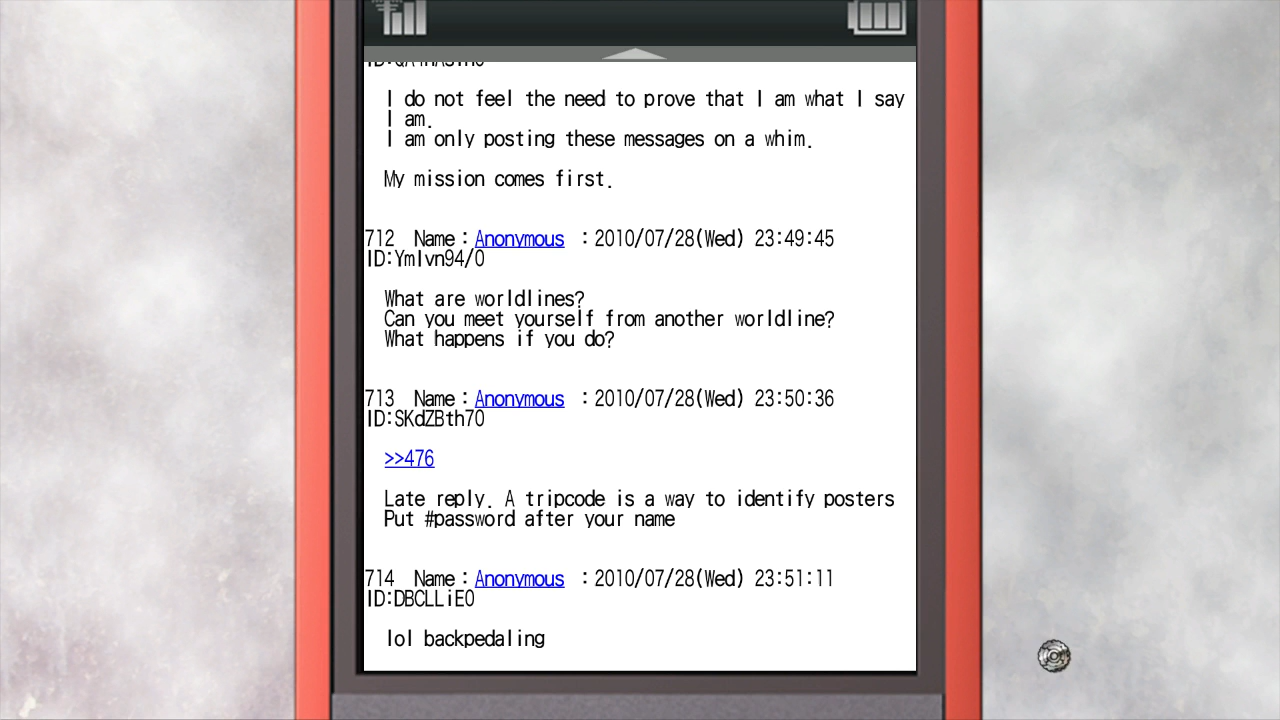 I do not feel the need to prove that I am what I say
I am.
I am only posting these messages on a whim.
My mission comes first.
712 Name：Anonymous ：2010/07/28(Wed) 23:49:45
ID:YmIvn94/0
What are worldlines?
Can you meet yourself from another worldline?
What happens if you do?
713 Name：Anonymous ：2010/07/28(Wed) 23:50:36
ID:SKdZBth70
>>476
Late reply. A tripcode is a way to identify posters
Put #password after your name
714 Name：Anonymous ：2010/07/28(Wed) 23:51:11
ID:DBCLLiE0
lol backpedaling